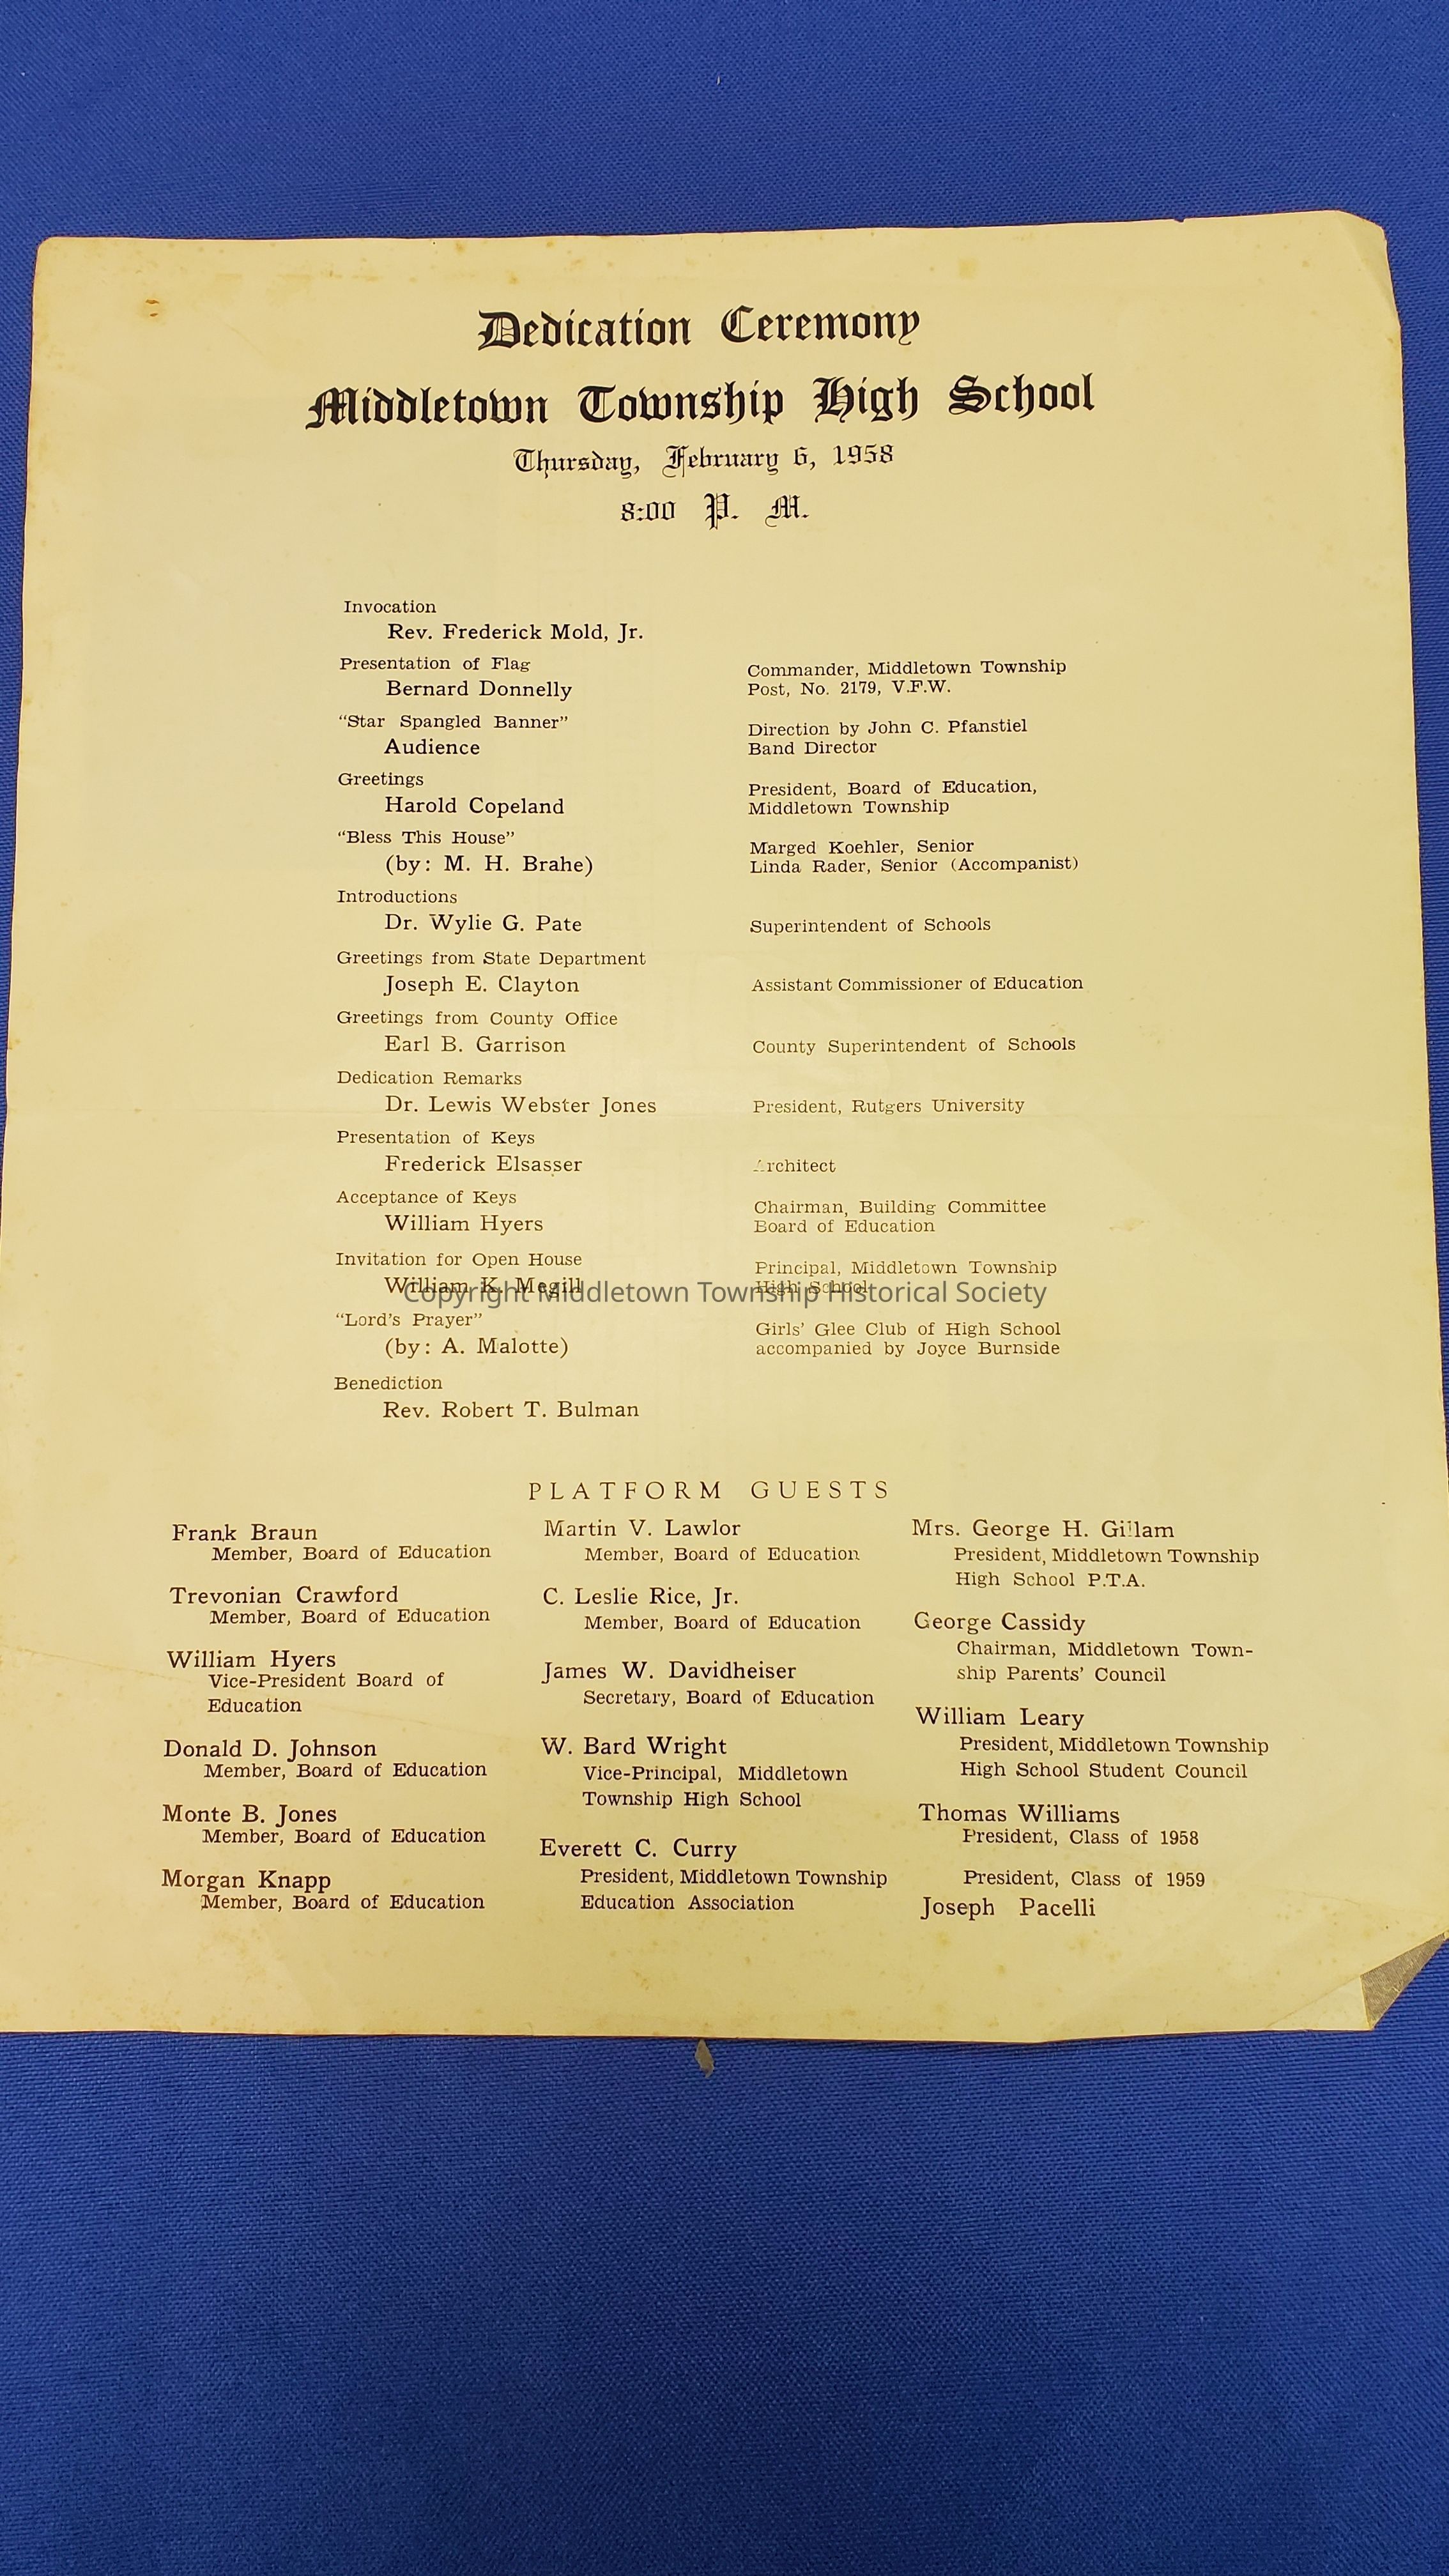 Dedication Ceremony
Middletown Township High School
Thursday, February 6, 1958
8:00 P. M.
Invocation
Rev. Frederick Mold, Jr.
Presentation of Flag
Bernard Donnelly
Commander, Middletown Township
Post, No. 2179, V.F.W.
“Star Spangled Banner”
Audience
Direction by John C. Pfanstiel
Band Director
Greetings
Harold Copeland
President, Board of Education,
Middletown Township
“Bless This House”
(by: M. H. Brahe)
Marged Koehler, Senior
Linda Rader, Senior (Accompanist)
Introductions
Dr. Wylie G. Pate
Superintendent of Schools
Greetings from State Department
Joseph E. Clayton
Assistant Commissioner of Education
Greetings from County Office
Earl B. Garrison
County Superintendent of Schools
Dedication Remarks
Dr. Lewis Webster Jones
President, Rutgers University
Presentation of Keys
Frederick Elsasser
Architect
Acceptance of Keys
William Hyers
Chairman, Building Committee
Board of Education
Invitation for Open House
William K. Megill
Principal, Middletown Township
High School
Copyright Middletown Township Historical Society
“Lord's Prayer”
(by: A. Malotte)
Girls' Glee Club of High School
accompanied by Joyce Burnside
Benediction
Rev. Robert T. Bulman
PLATFORM GUESTS
Frank Braun
Member, Board of Education
Trevonian Crawford
Member, Board of Education
William Hyers
Vice-President Board of
Education
Donald D. Johnson
Member, Board of Education
Monte B. Jones
Member, Board of Education
Morgan Knapp
Member, Board of Education
Martin V. Lawlor
Member, Board of Education
C. Leslie Rice, Jr.
Member, Board of Education
James W. Davidheiser
Secretary, Board of Education
W. Bard Wright
Vice-Principal, Middletown
Township High School
Everett C. Curry
President, Middletown Township
Education Association
Mrs. George H. Gillam
President, Middletown Township
High School P.T.A.
George Cassidy
Chairman, Middletown Town-
ship Parents' Council
William Leary
President, Middletown Township
High School Student Council
Thomas Williams
President, Class of 1958
President, Class of 1959
Joseph Pacelli